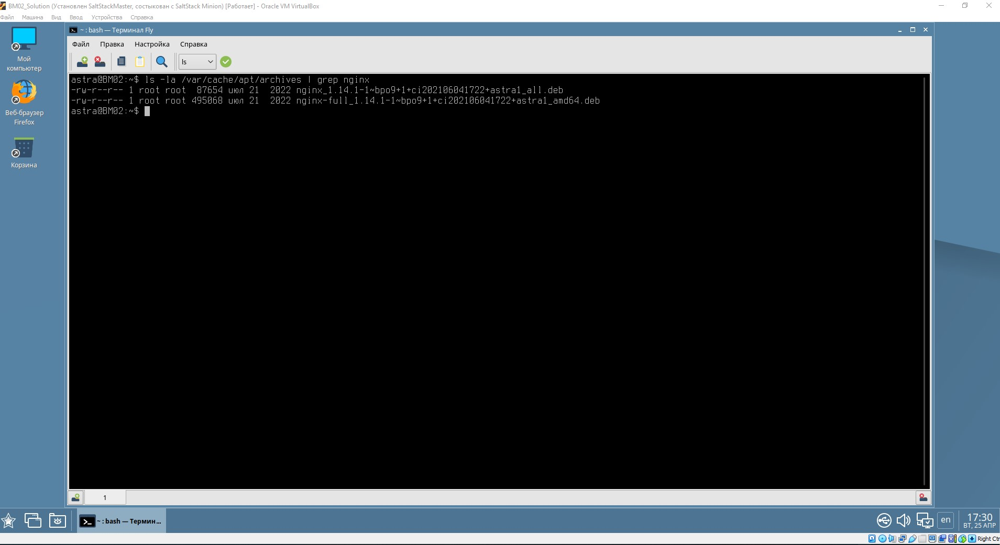 BM02_Solution (Установлен SaltStackMaster, состыкован с SaltStack Minion) [Работает] - Oracle VM VirtualBox
Файл Машина Вид Ввод Устройства Справка
Мой компьютер
Веб-браузер Firefox
Корзина
~ : bash — Терминал Fly
Файл Правка Настройка Справка
ls
astra@BM02:~$ ls -la /var/cache/apt/archives | grep nginx
-rw-r--r-- 1 root root  87654 июл 21  2022 nginx_1.14.1-1~bpo9+1+ci202106041722+astra1_all.deb
-rw-r--r-- 1 root root 495068 июл 21  2022 nginx-full_1.14.1-1~bpo9+1+ci202106041722+astra1_amd64.deb
astra@BM02:~$
1
~ : bash — Термин...
en
17:30
ВТ, 25 АПР
Right Ctr